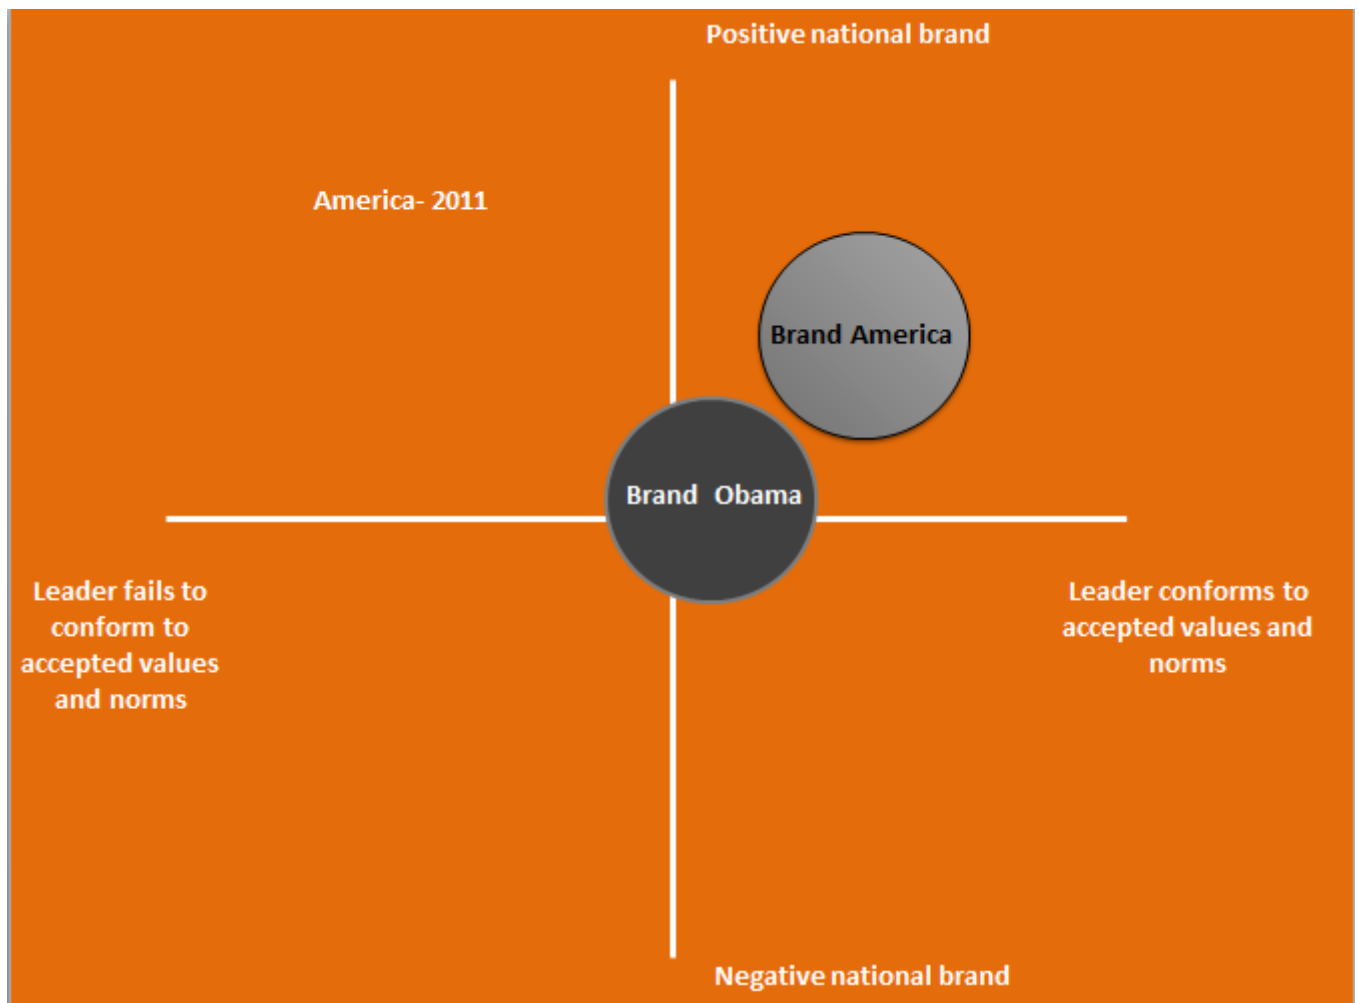 Positive national brand
America- 2011
Brand America
Brand Obama
Leader fails to
conform to
accepted values
and norms
Leader conforms to
accepted values and
norms
Negative national brand